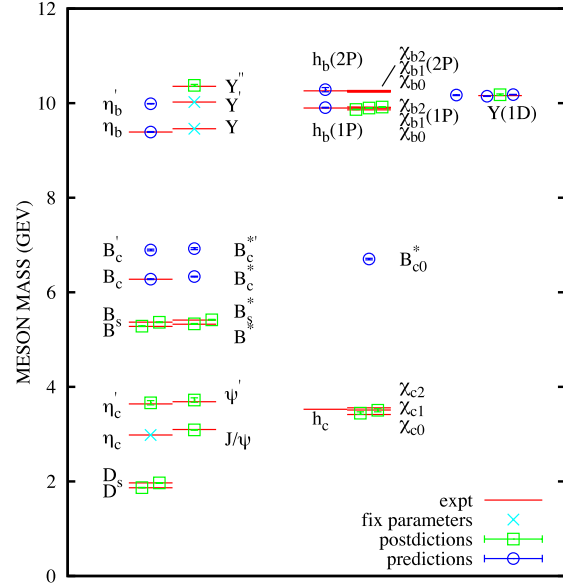 MESON MASS (GEV)
12
10
8
6
4
2
0
η_b'
η_b
Υ''
Υ'
Υ
h_b(2P)
h_b(1P)
χ_b2
χ_b1(2P)
χ_b0
χ_b2
χ_b1(1P)
χ_b0
Υ(1D)
B_c'
B_c
B_c*'
B_c*
B_c0*
B_s
B
B_s*
B*
η_c'
η_c
ψ'
J/ψ
h_c
χ_c2
χ_c1
χ_c0
D_s
D
expt
fix parameters
postdictions
predictions